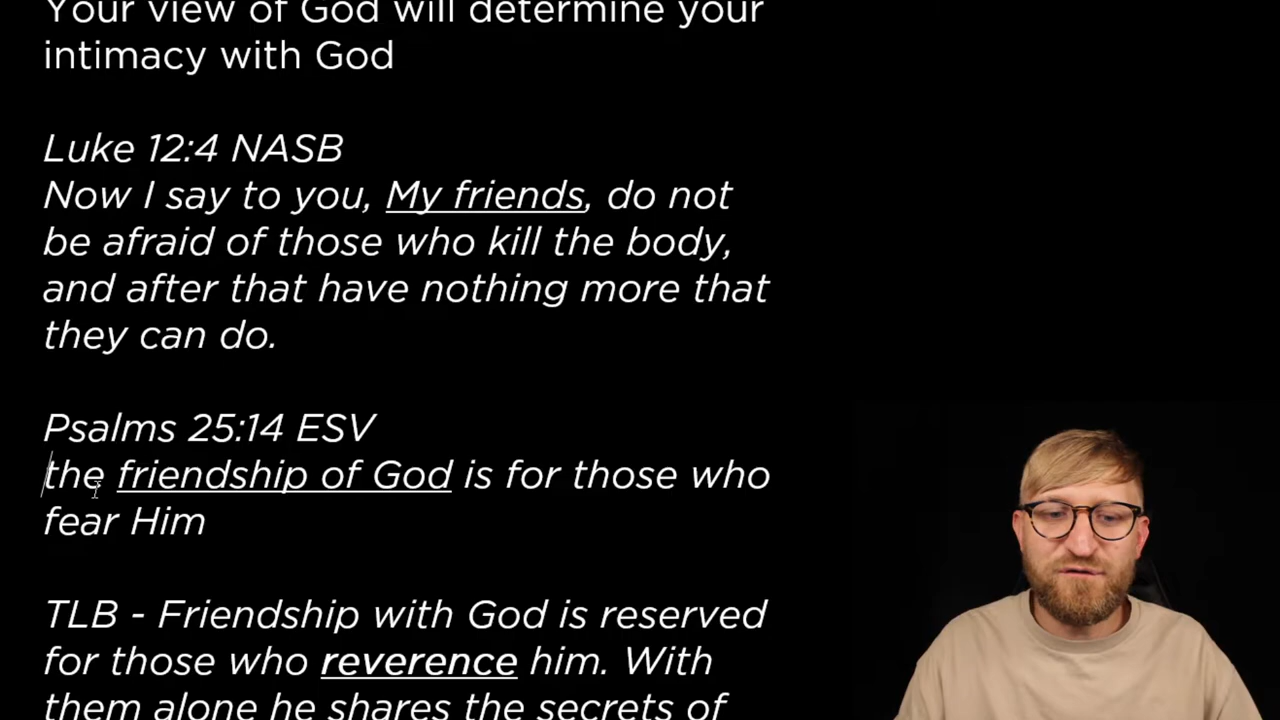 Your view of God will determine your
intimacy with God
Luke 12:4 NASB
Now I say to you, My friends, do not
be afraid of those who kill the body,
and after that have nothing more that
they can do.
Psalms 25:14 ESV
the friendship of God is for those who
fear Him
TLB - Friendship with God is reserved
for those who reverence him. With
them alone he shares the secrets of